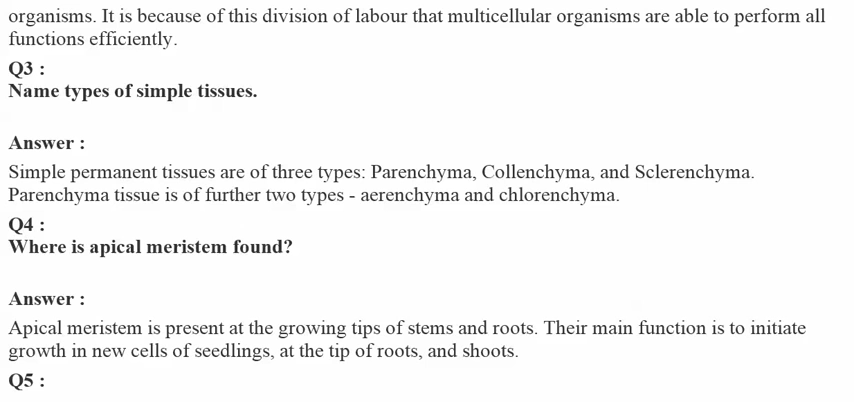 organisms. It is because of this division of labour that multicellular organisms are able to perform all
functions efficiently.
Q3 :
Name types of simple tissues.
Answer :
Simple permanent tissues are of three types: Parenchyma, Collenchyma, and Sclerenchyma.
Parenchyma tissue is of further two types - aerenchyma and chlorenchyma.
Q4 :
Where is apical meristem found?
Answer :
Apical meristem is present at the growing tips of stems and roots. Their main function is to initiate
growth in new cells of seedlings, at the tip of roots, and shoots.
Q5 :